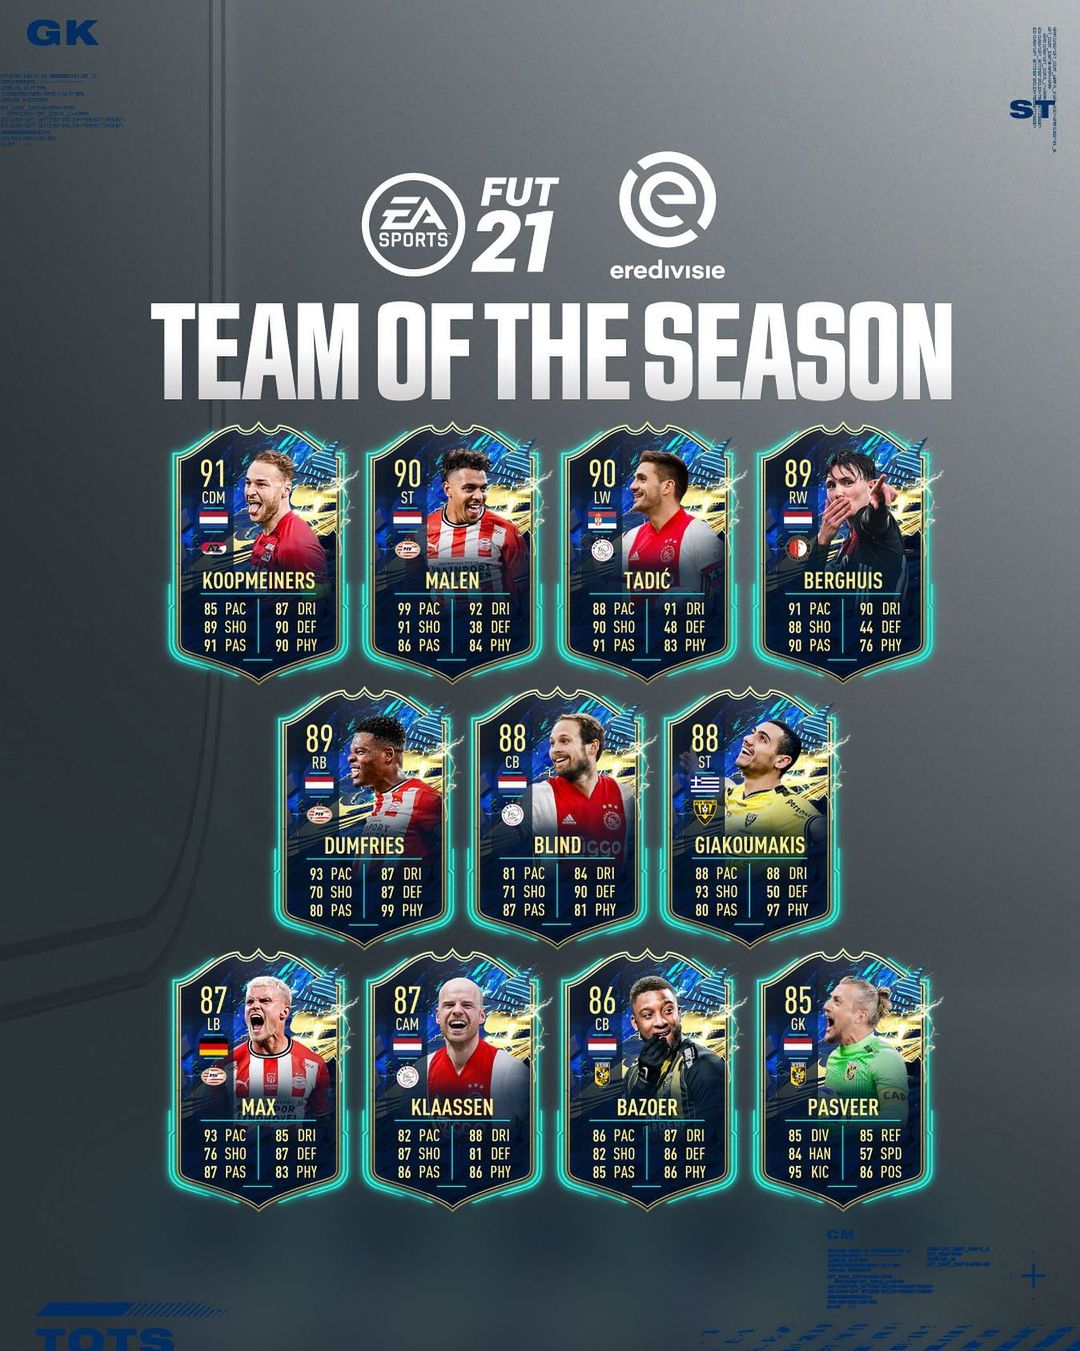 GK
ST
EA
SPORTS
FUT
21
eredivisie
TEAM OF THE SEASON
91
CDM
AZ
KOOPMEINERS
85 PAC 87 DRI
89 SHO 90 DEF
91 PAS 90 PHY
90
ST
PSV
MALEN
99 PAC 92 DRI
91 SHO 38 DEF
86 PAS 84 PHY
90
LW
TADIĆ
88 PAC 91 DRI
90 SHO 48 DEF
91 PAS 83 PHY
89
RW
BERGHUIS
91 PAC 90 DRI
88 SHO 44 DEF
90 PAS 76 PHY
89
RB
PSV
DUMFRIES
93 PAC 87 DRI
70 SHO 87 DEF
80 PAS 99 PHY
88
CB
BLIND
81 PAC 84 DRI
71 SHO 90 DEF
87 PAS 81 PHY
88
ST
GIAKOUMAKIS
88 PAC 88 DRI
93 SHO 50 DEF
80 PAS 97 PHY
87
LB
PSV
MAX
93 PAC 85 DRI
76 SHO 87 DEF
87 PAS 83 PHY
87
CAM
KLAASSEN
82 PAC 88 DRI
87 SHO 81 DEF
86 PAS 86 PHY
86
CB
BAZOER
86 PAC 87 DRI
82 SHO 86 DEF
85 PAS 86 PHY
85
GK
PASVEER
85 DIV 85 REF
84 HAN 57 SPD
95 KIC 86 POS
CM
TOTS